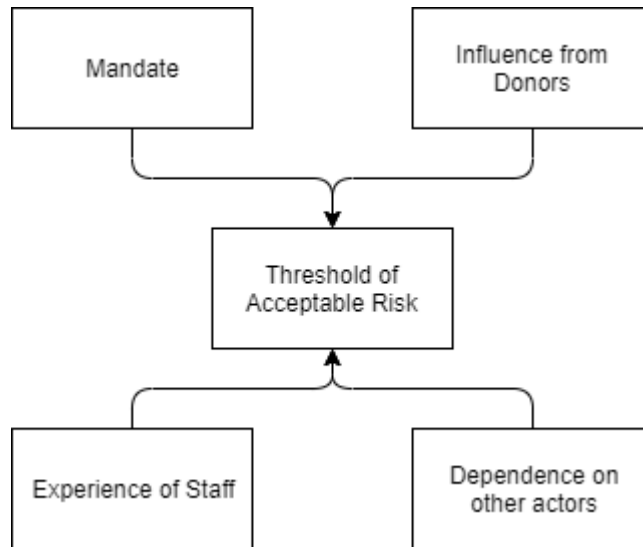 Mandate
Influence from
Donors
Threshold of
Acceptable Risk
Experience of Staff
Dependence on
other actors